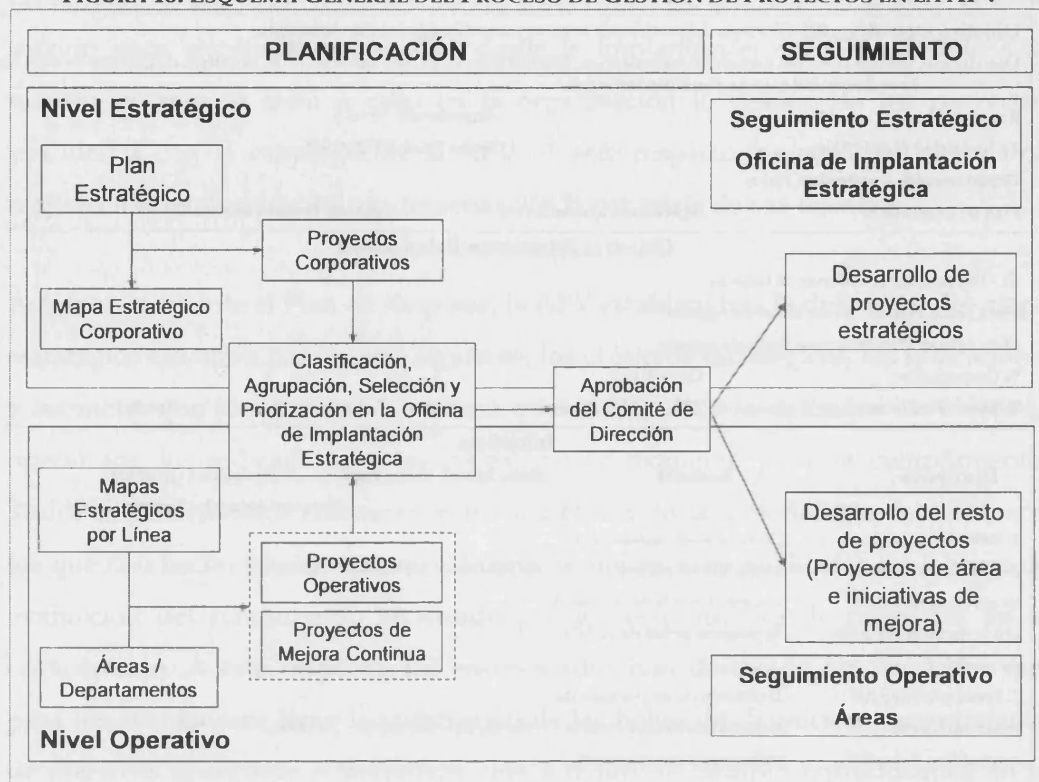 FIGURA 18: ESQUEMA GENERAL DEL PROCESO DE GESTIÓN DE PROYECTOS EN LA APV
PLANIFICACIÓN
SEGUIMIENTO
Nivel Estratégico
Plan
Estratégico
Proyectos
Corporativos
Mapa Estratégico
Corporativo
Clasificación,
Agrupación, Selección y
Priorización en la Oficina
de Implantación
Estratégica
Aprobación
del Comité de
Dirección
Seguimiento Estratégico
Oficina de Implantación
Estratégica
Desarrollo de
proyectos
estratégicos
Mapas
Estratégicos
por Línea
Proyectos
Operativos
Proyectos de
Mejora Continua
Áreas /
Departamentos
Nivel Operativo
Desarrollo del resto
de proyectos
(Proyectos de área
e iniciativas de
mejora)
Seguimiento Operativo
Áreas